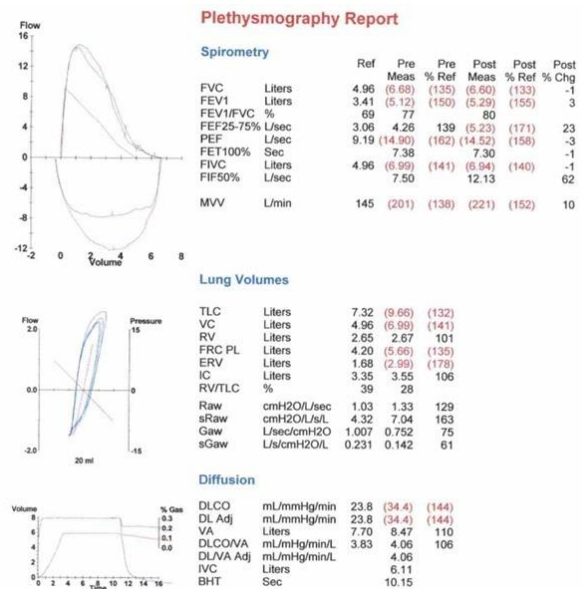 Plethysmography Report
Spirometry
Ref Pre Meas Pre % Ref Post Meas Post % Ref Post % Chg
FVC Liters 4.96 (6.68) (135) (6.60) (133) -1
FEV1 Liters 3.41 (5.12) (150) (5.29) (155) 3
FEV1/FVC % 69 77 80
FEF25-75% L/sec 3.06 4.26 139 (5.23) (171) 23
PEF L/sec 9.19 (14.90) (162) (14.52) (158) -3
FET100% Sec 7.38 7.30 -1
FIVC Liters 4.96 (6.99) (141) (6.94) (140) -1
FIF50% L/sec 7.50 12.13 62
MVV L/min 145 (201) (138) (221) (152) 10
Flow
16
12
8
4
0
-4
-8
-12
-2 0 2 4 6 8
Volume
Lung Volumes
TLC Liters 7.32 (9.66) (132)
VC Liters 4.96 (6.99) (141)
RV Liters 2.65 2.67 101
FRC PL Liters 4.20 (5.66) (135)
ERV Liters 1.68 (2.99) (178)
IC Liters 3.35 3.55 106
RV/TLC % 39 28
Raw cmH2O/L/sec 1.03 1.33 129
sRaw cmH2O/L/s/L 4.32 7.04 163
Gaw L/sec/cmH2O 1.007 0.752 75
sGaw L/s/cmH2O/L 0.231 0.142 61
Flow Pressure
2.0 15
0.0
-2.0 -15
20 ml
Diffusion
DLCO mL/mmHg/min 23.8 (34.4) (144)
DL Adj mL/mmHg/min 23.8 (34.4) (144)
VA Liters 7.70 8.47 110
DLCO/VA mL/mHg/min/L 3.83 4.06 106
DL/VA Adj mL/mHg/min/L 4.06
IVC Liters 6.11
BHT Sec 10.15
Volume % Gas
8 0.3
6 0.2
4 0.1
2 0.0
0
0 2 4 6 8 10 12 14 16
Time